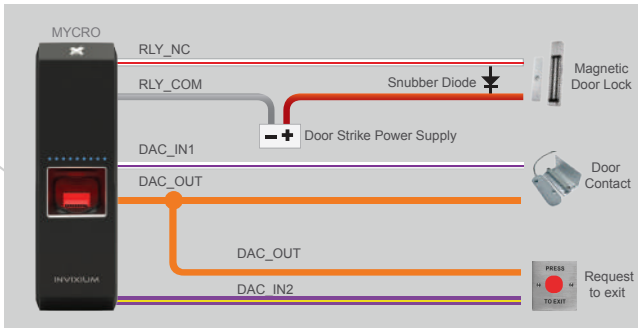 MYCRO
RLY_NC
RLY_COM
Snubber Diode
Magnetic
Door Lock
Door Strike Power Supply
DAC_IN1
DAC_OUT
Door
Contact
DAC_OUT
DAC_IN2
INVIXIUM
PRESS
TO EXIT
Request
to exit